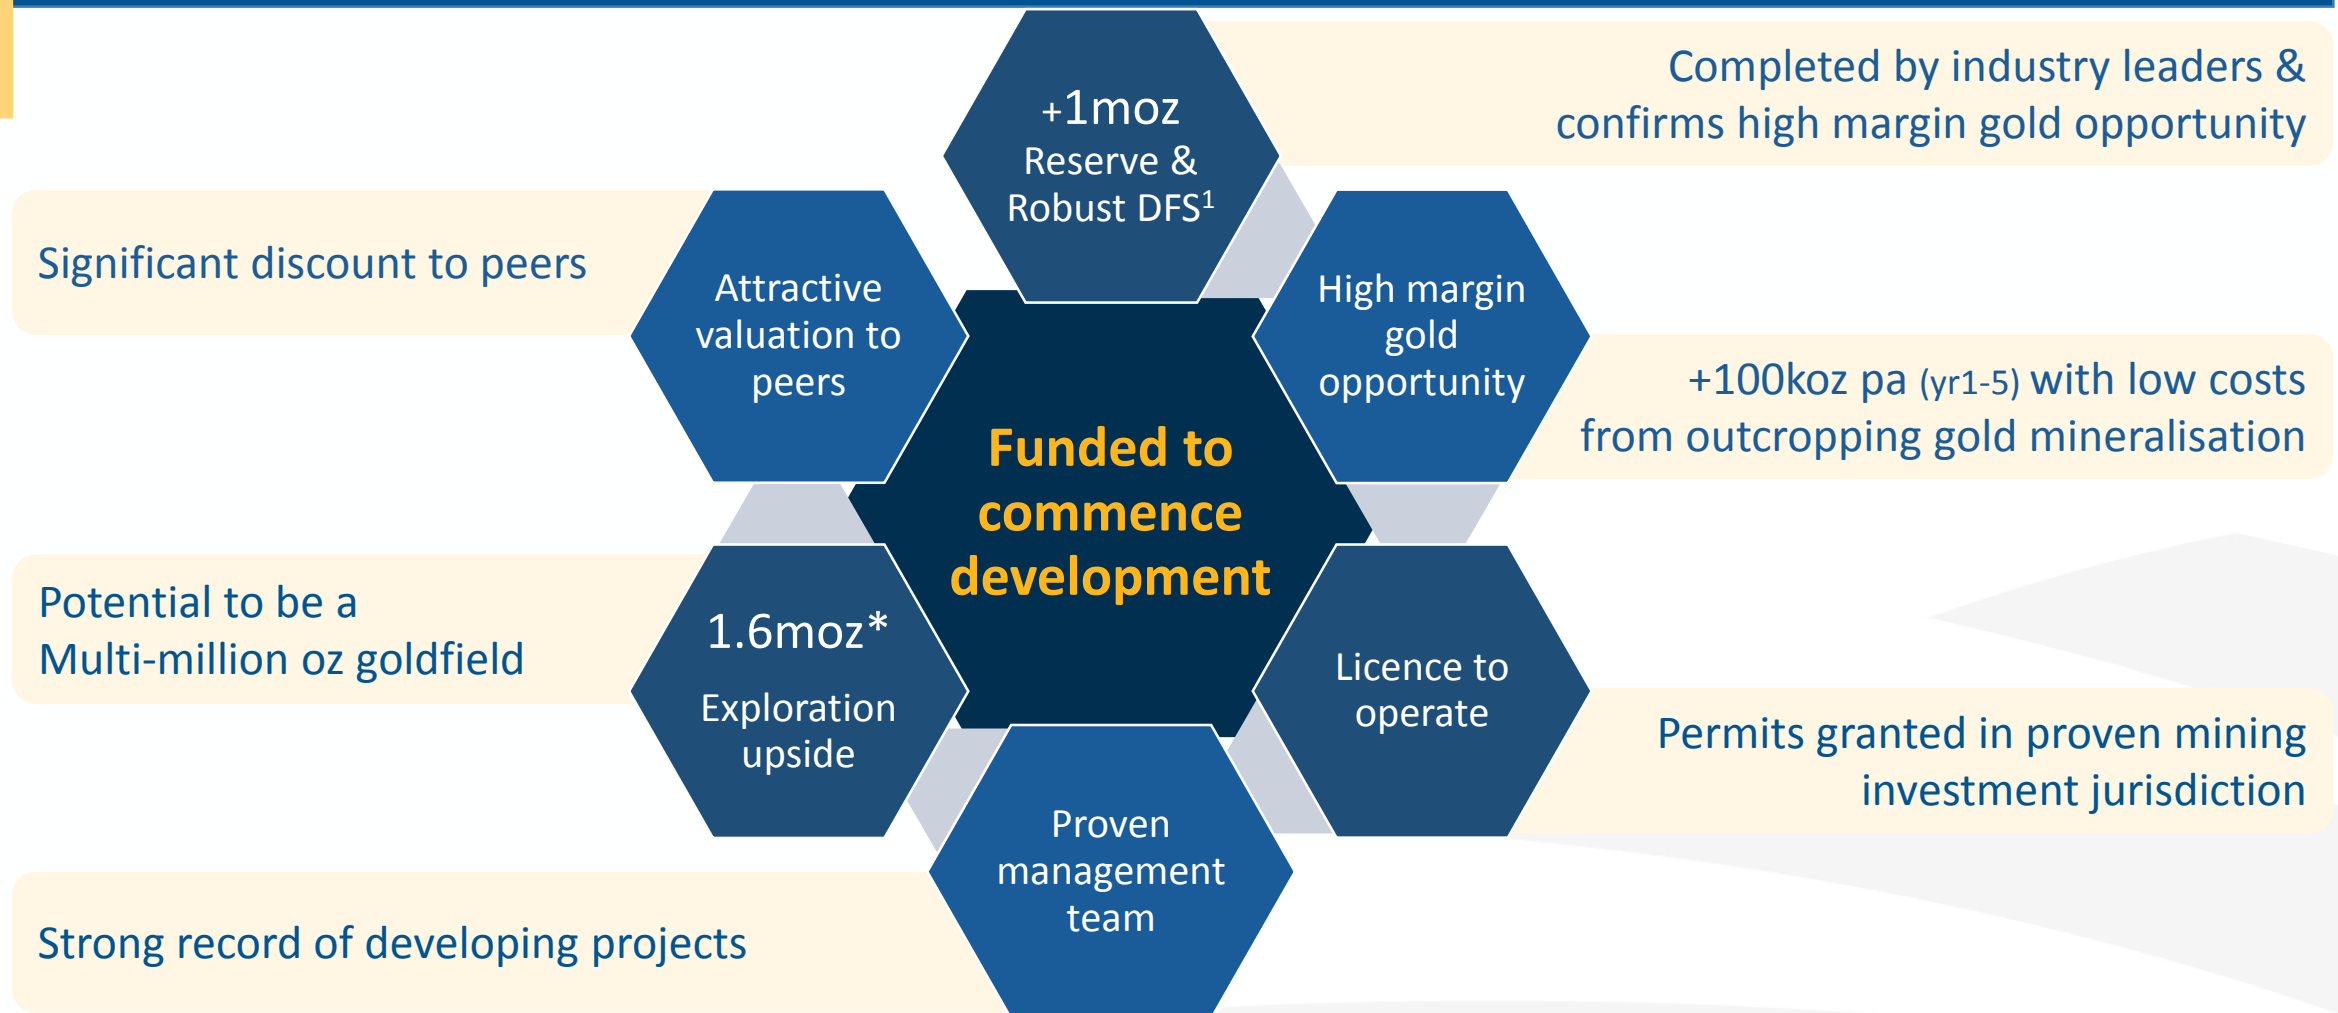 +1moz
Reserve &
Robust DFS¹
Completed by industry leaders &
confirms high margin gold opportunity
High margin
gold
opportunity
+100koz pa (yr1-5) with low costs
from outcropping gold mineralisation
Licence to
operate
Permits granted in proven mining
investment jurisdiction
Proven
management
team
Strong record of developing projects
1.6moz*
Exploration
upside
Potential to be a
Multi-million oz goldfield
Attractive
valuation to
peers
Significant discount to peers
Funded to
commence
development